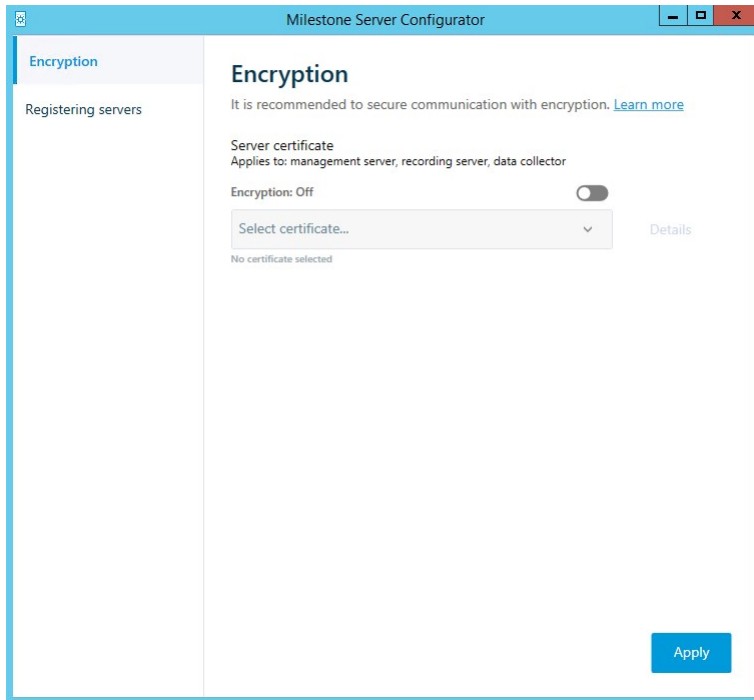 Milestone Server Configurator
Encryption
Registering servers
Encryption
It is recommended to secure communication with encryption. Learn more
Server certificate
Applies to: management server, recording server, data collector
Encryption: Off
Select certificate...
Details
No certificate selected
Apply